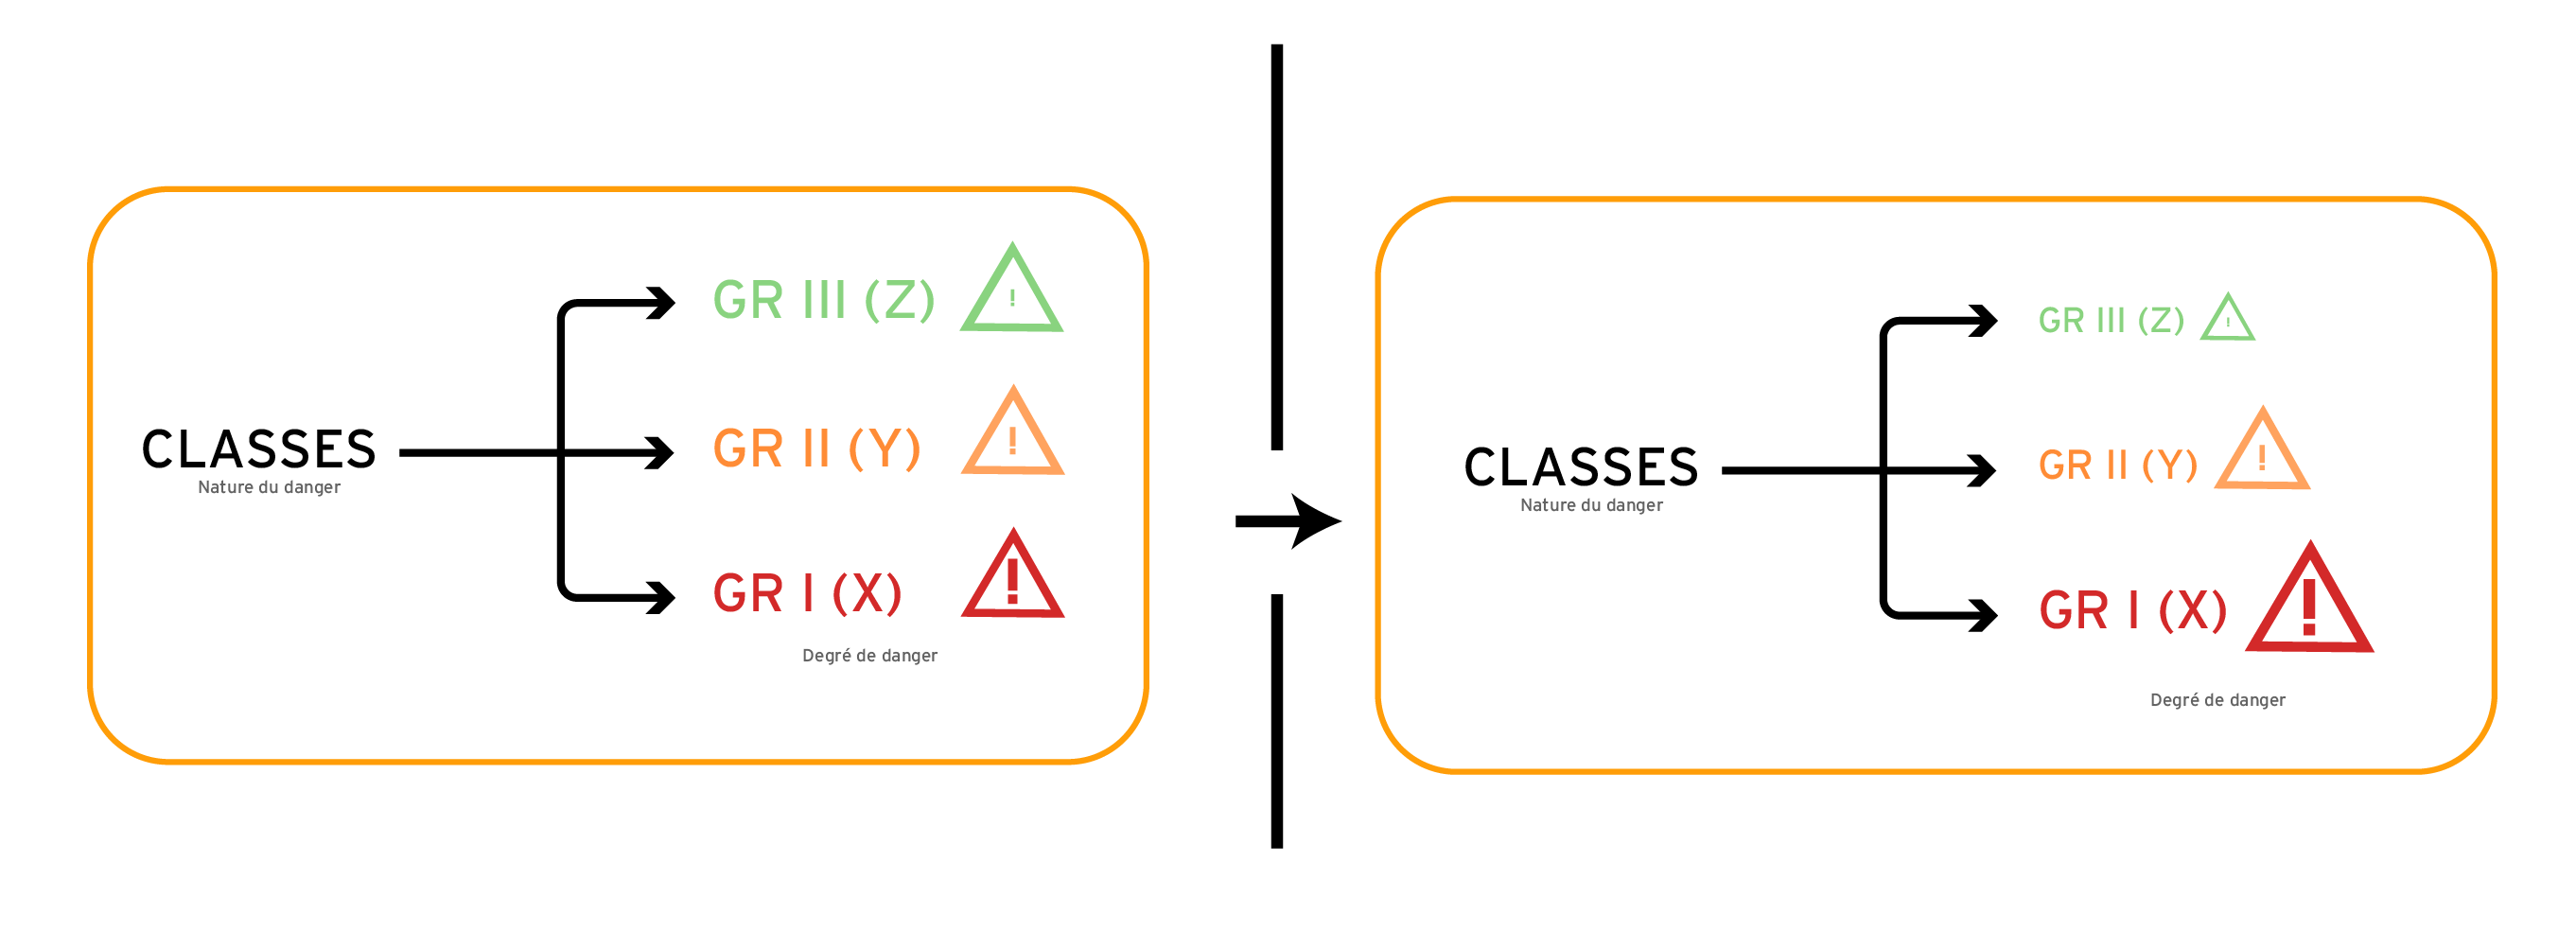 GR III (Z)
!
GR II (Y)
!
CLASSES
Nature du danger
GR I (X)
!
Degré de danger
GR III (Z)
!
GR II (Y)
!
CLASSES
Nature du danger
GR I (X)
!
Degré de danger